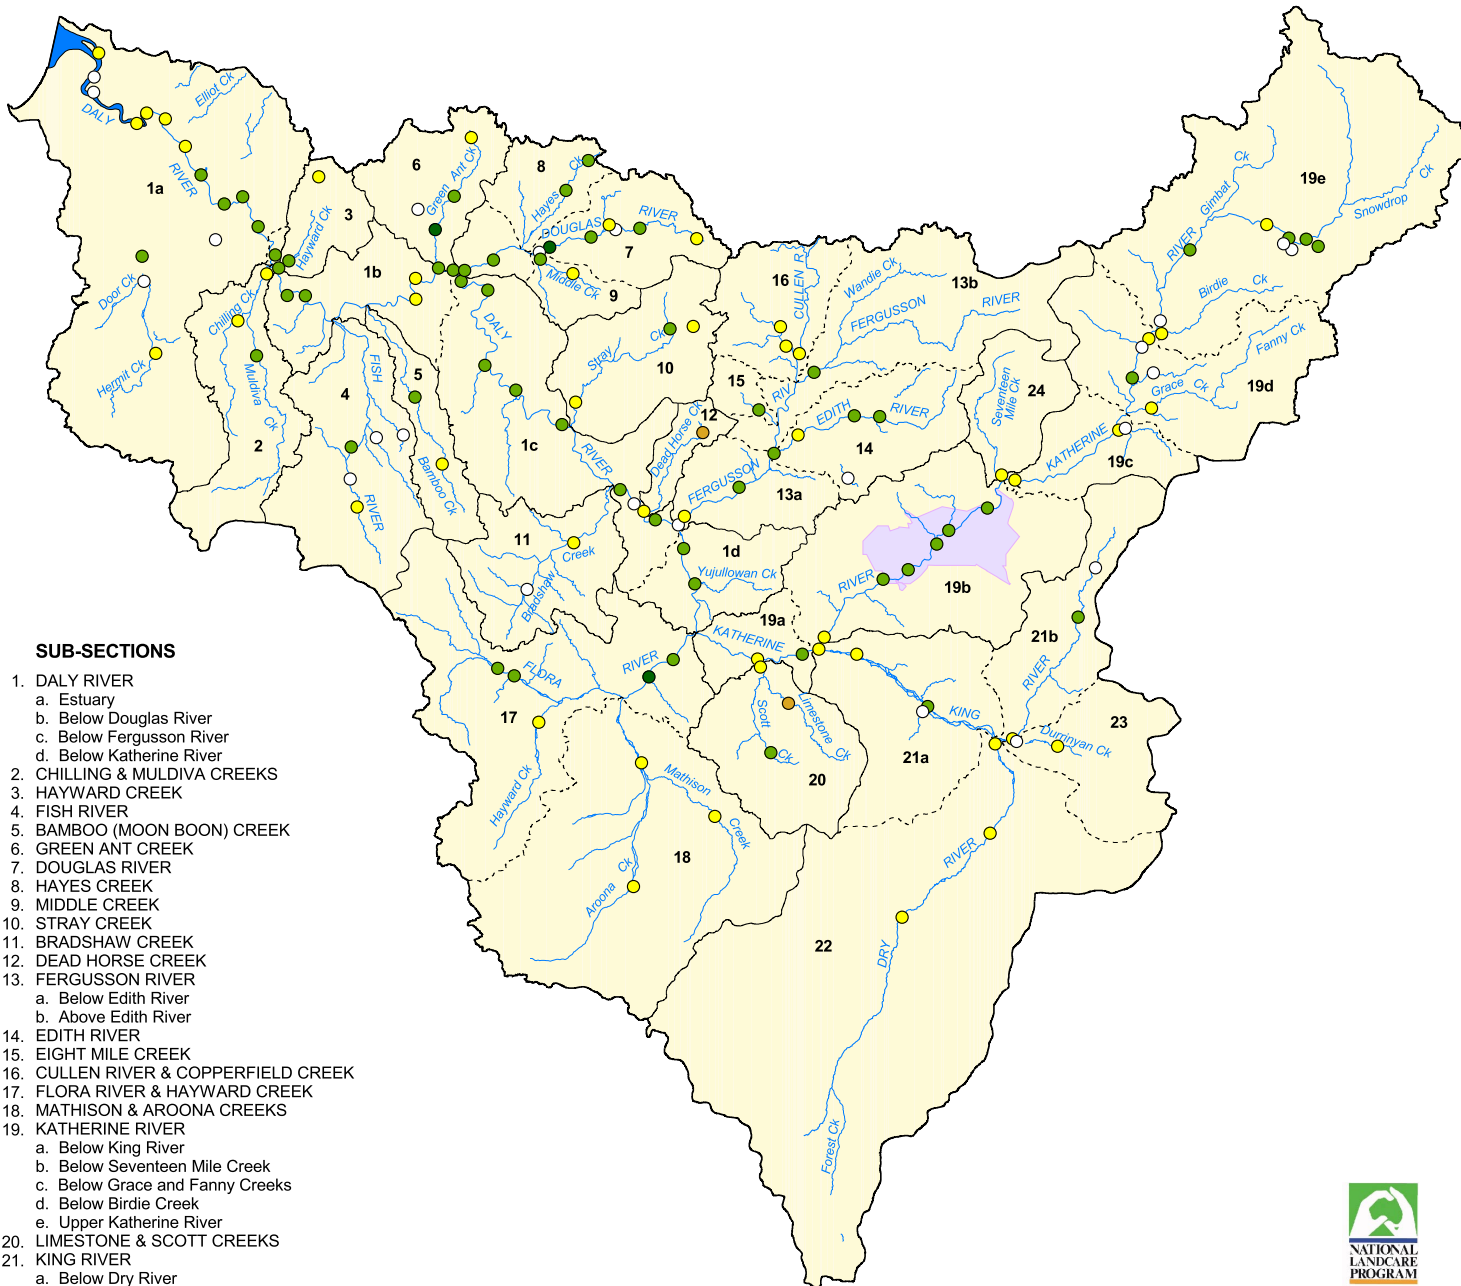 Elliot Ck
DALY
RIVER
1a
Door Ck
Hermit Ck
3
Hayward Ck
Chilling Ck
Muldiva
Ck
2
6
Green Ant Ck
8
Hayes
Ck
DOUGLAS
RIVER
7
Middle Ck
9
1b
DALY
FISH
4
RIVER
5
Bamboo Ck
1c
RIVER
Stray
Ck
10
12
Dead Horse Ck
16
CULLEN R
Wandie Ck
13b
FERGUSSON
RIVER
15
RIV
EDITH
RIVER
14
FERGUSSON
13a
24
Seventeen
Mile Ck
KATHERINE
19c
Grace Ck
Fanny Ck
19d
Birdie Ck
RIVER
Gimbat
Ck
19e
Snowdrop
Ck
11
Creek
Bradshaw
1d
Yujullowan Ck
RIVER
19b
19a
KATHERINE
21b
RIVER
FLORA
RIVER
17
Hayward Ck
Scott
Ck
Limestone
Ck
20
21a
KING
Durrinyan Ck
23
Mathison
Creek
18
Aroona
Ck
22
RIVER
DRY
Forest Ck
SUB-SECTIONS
1. DALY RIVER
a. Estuary
b. Below Douglas River
c. Below Fergusson River
d. Below Katherine River
2. CHILLING & MULDIVA CREEKS
3. HAYWARD CREEK
4. FISH RIVER
5. BAMBOO (MOON BOON) CREEK
6. GREEN ANT CREEK
7. DOUGLAS RIVER
8. HAYES CREEK
9. MIDDLE CREEK
10. STRAY CREEK
11. BRADSHAW CREEK
12. DEAD HORSE CREEK
13. FERGUSSON RIVER
a. Below Edith River
b. Above Edith River
14. EDITH RIVER
15. EIGHT MILE CREEK
16. CULLEN RIVER & COPPERFIELD CREEK
17. FLORA RIVER & HAYWARD CREEK
18. MATHISON & AROONA CREEKS
19. KATHERINE RIVER
a. Below King River
b. Below Seventeen Mile Creek
c. Below Grace and Fanny Creeks
d. Below Birdie Creek
e. Upper Katherine River
20. LIMESTONE & SCOTT CREEKS
21. KING RIVER
a. Below Dry River
NATIONAL
LANDCARE
PROGRAM